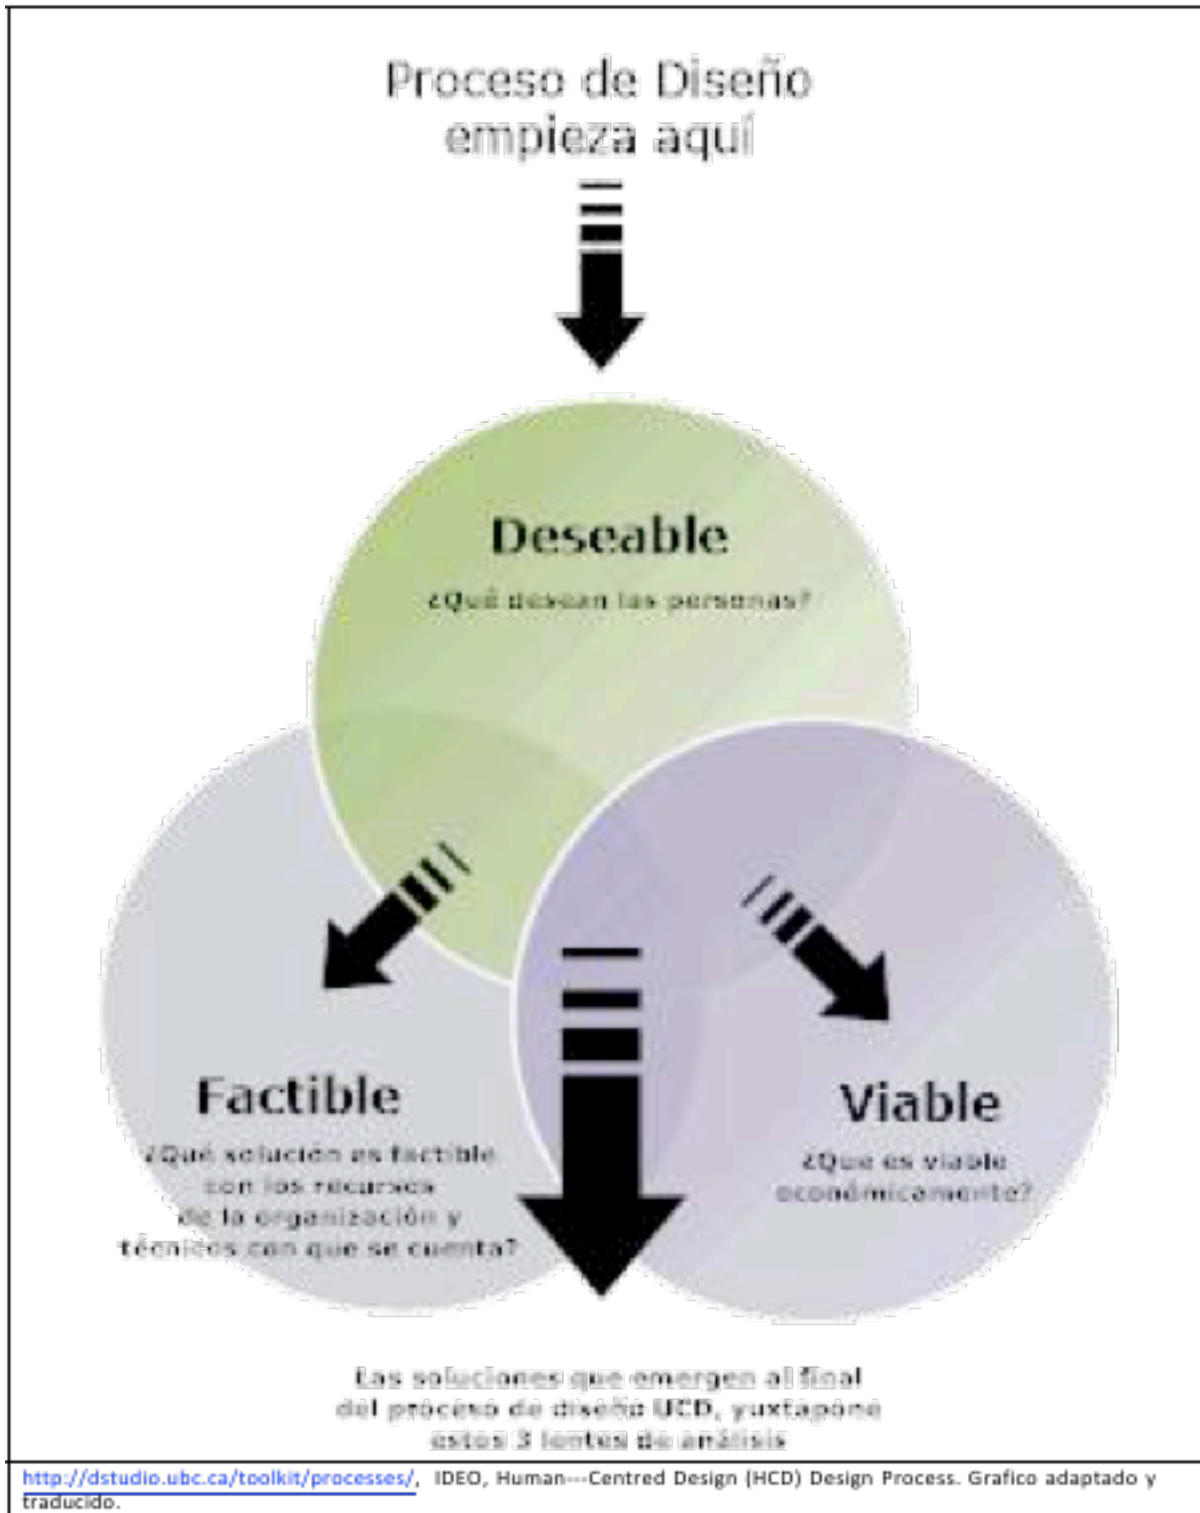 Proceso de Diseño
empieza aquí
Deseable
¿Qué desean las personas?
Factible
¿Qué solución es factible
con los recursos
de la organización y
técnicos con que se cuenta?
Viable
¿Que es viable
económicamente?
Las soluciones que emergen al final
del proceso de diseño UCD, yuxtapone
estos 3 lentes de análisis
http://dstudio.ubc.ca/toolkit/processes/, IDEO, Human---Centred Design (HCD) Design Process. Grafico adaptado y
traducido.